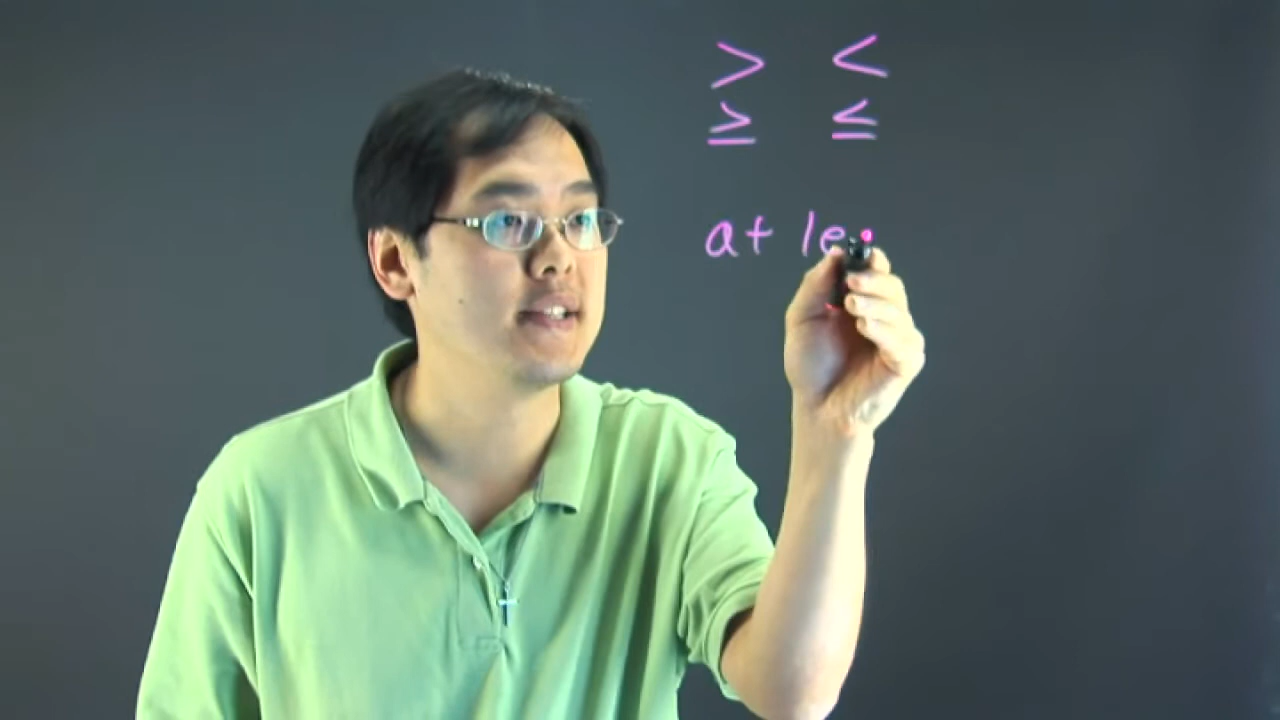 > <
≥ ≤
at le